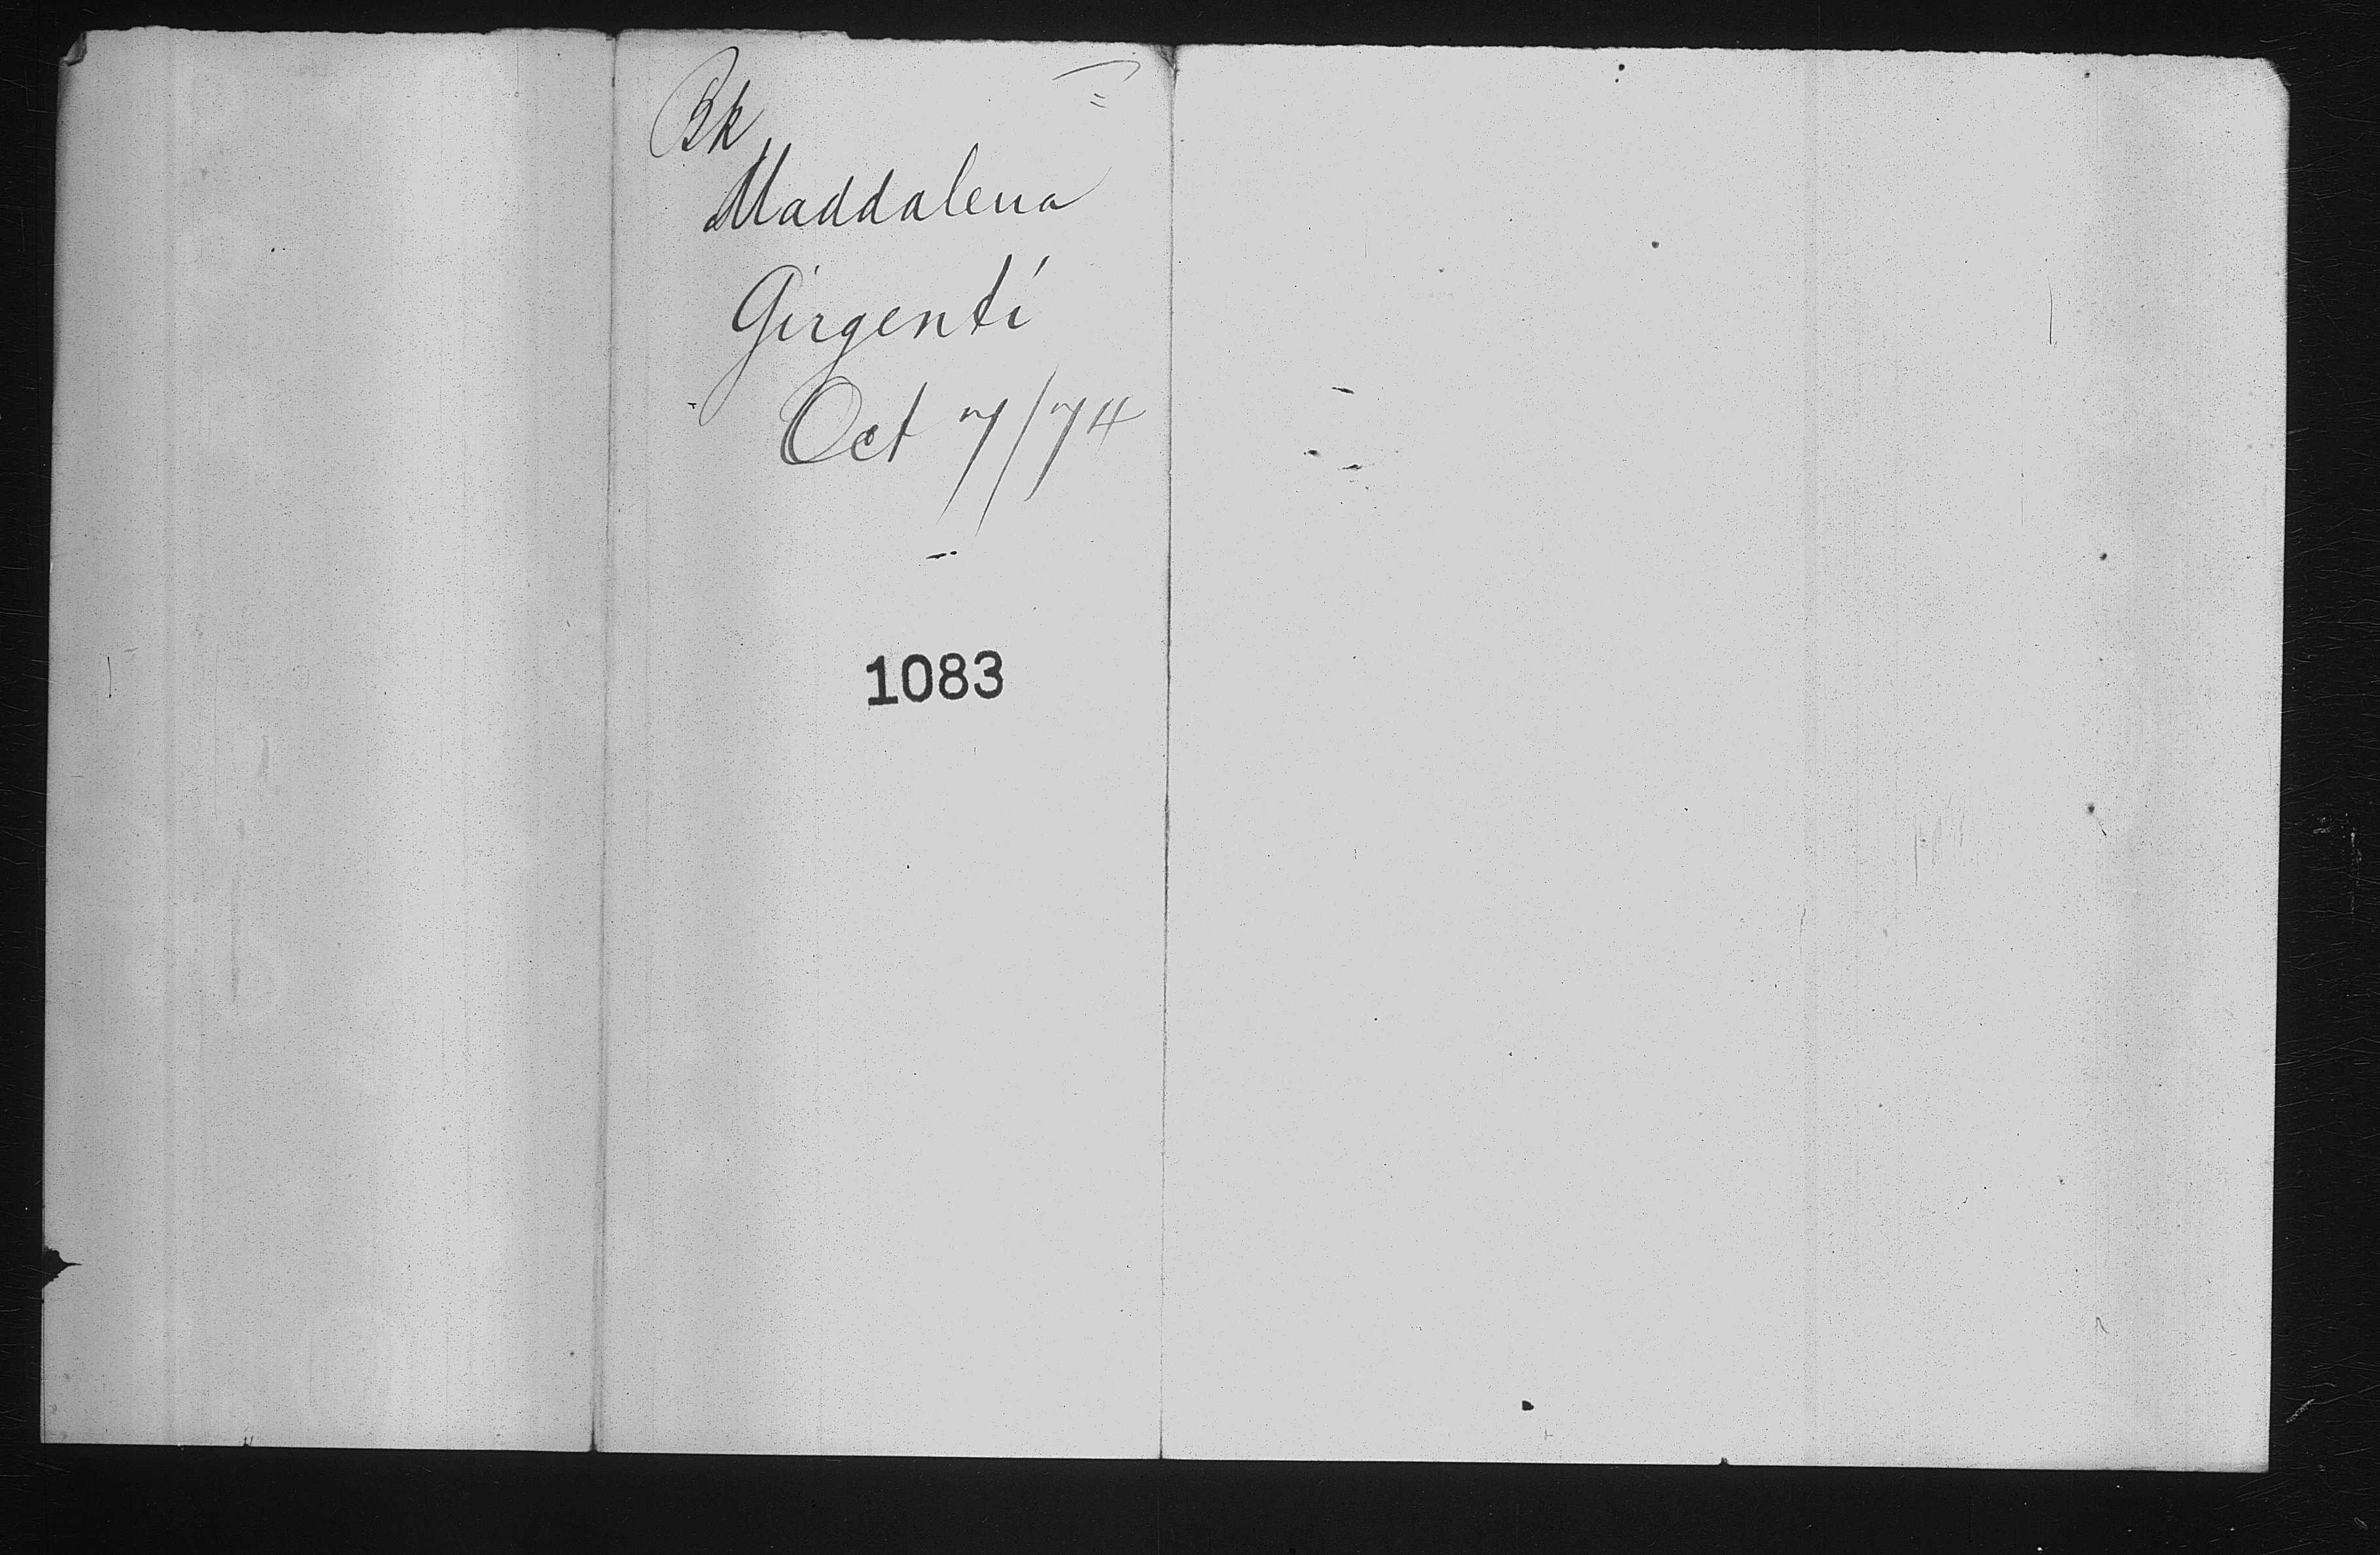 Bk
Maddalena
Girgenti
Oct 7/74
1083